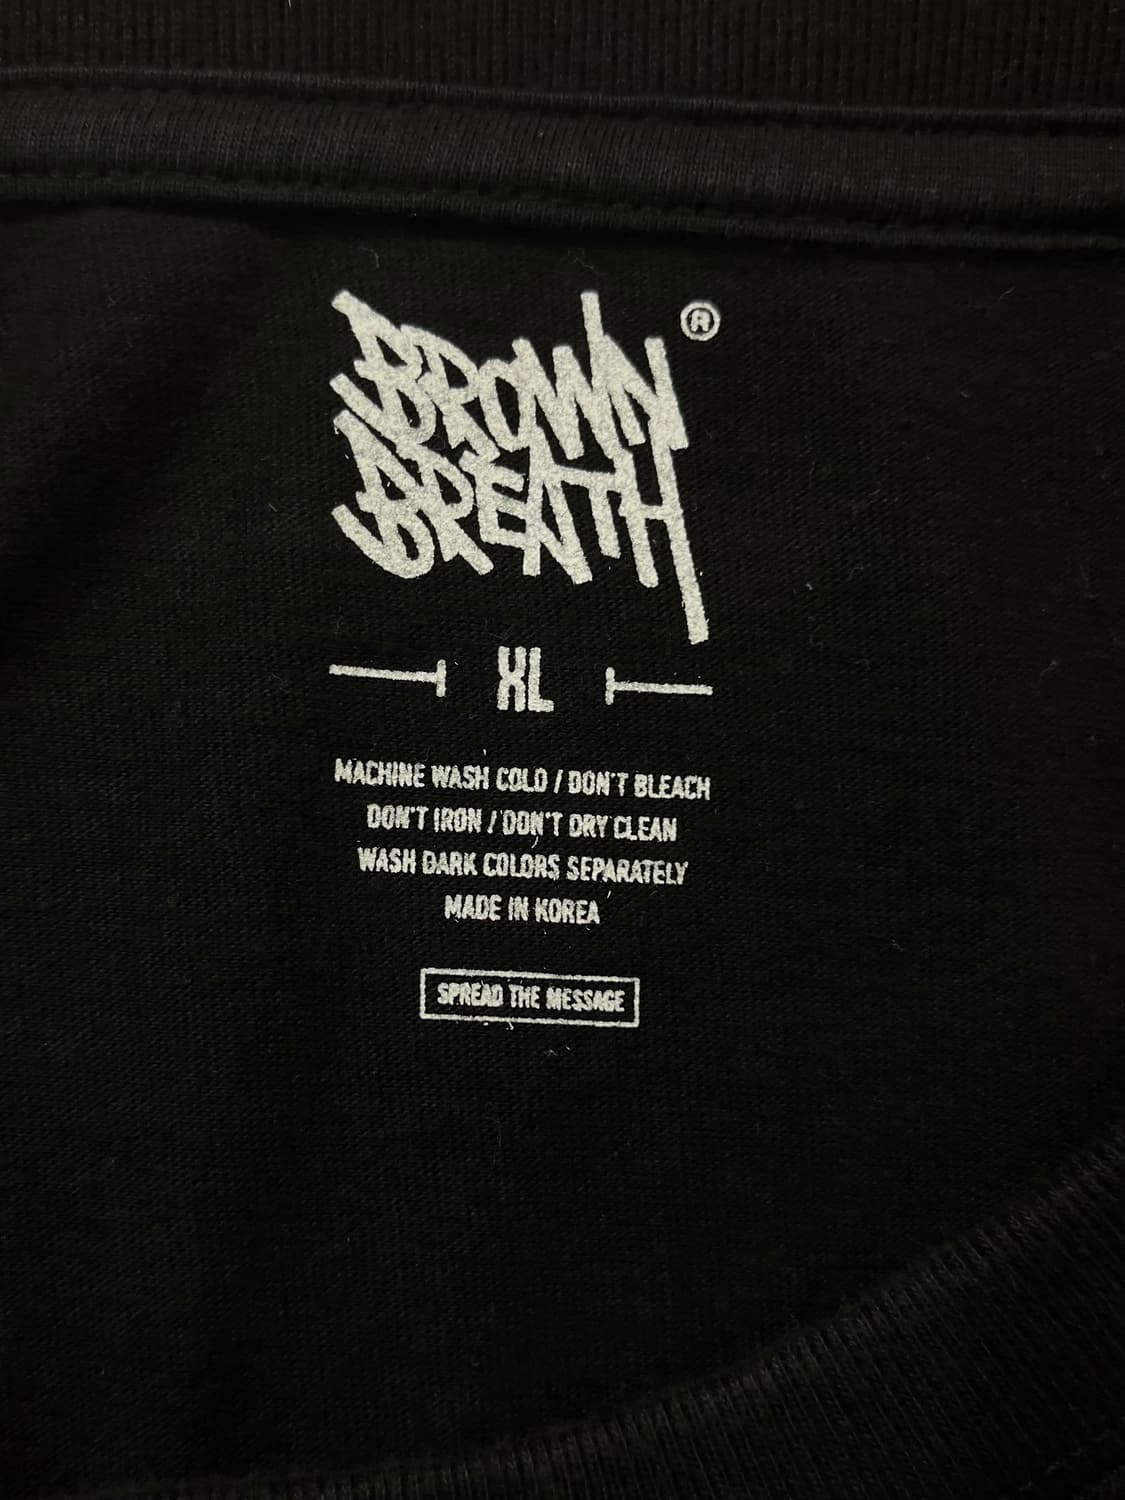 BROWN
BREATH
®
XL
MACHINE WASH COLD / DON'T BLEACH
DON'T IRON / DON'T DRY CLEAN
WASH DARK COLORS SEPARATELY
MADE IN KOREA
SPREAD THE MESSAGE